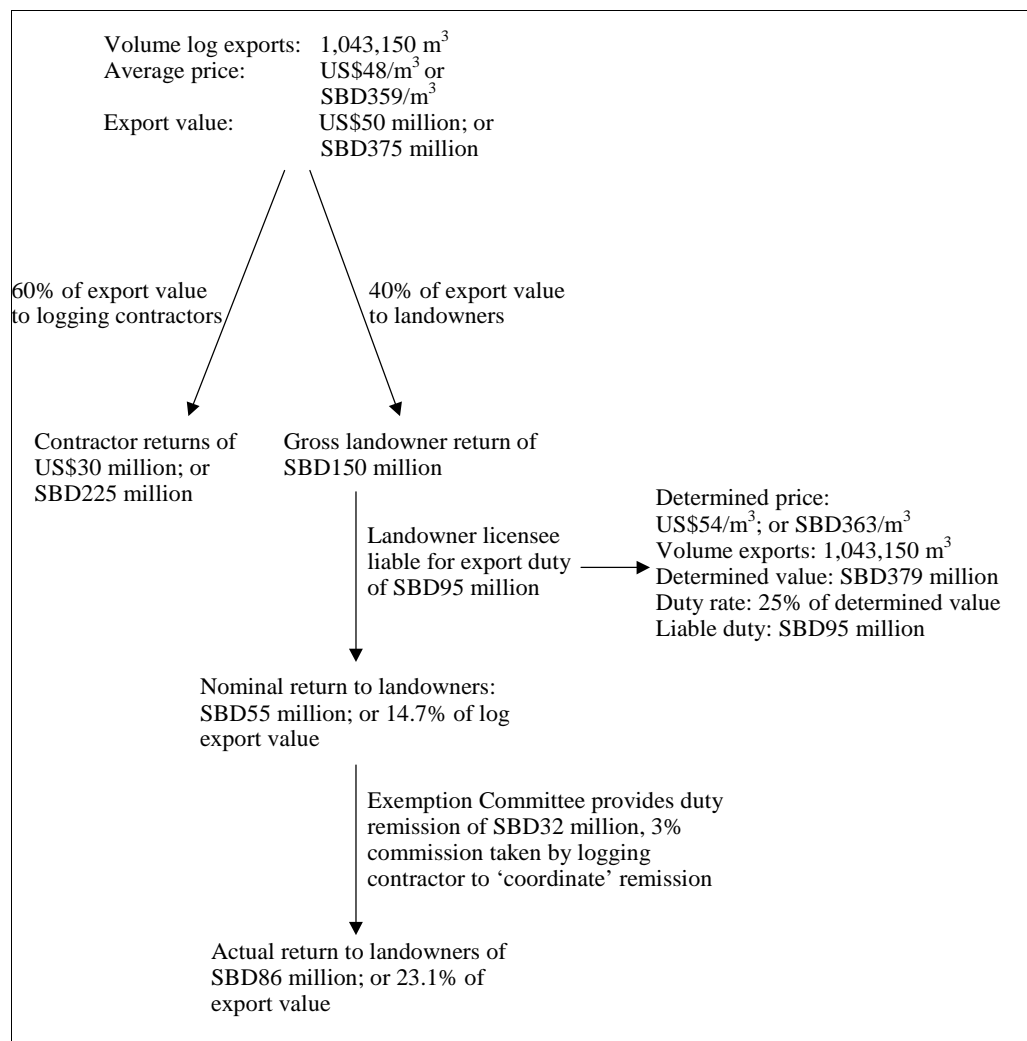 Volume log exports: 1,043,150 m³
Average price: US$48/m³ or
SBD359/m³
Export value: US$50 million; or
SBD375 million
60% of export value
to logging contractors
40% of export value
to landowners
Contractor returns of
US$30 million; or
SBD225 million
Gross landowner return of
SBD150 million
Landowner licensee
liable for export duty
of SBD95 million
Determined price:
US$54/m³; or SBD363/m³
Volume exports: 1,043,150 m³
Determined value: SBD379 million
Duty rate: 25% of determined value
Liable duty: SBD95 million
Nominal return to landowners:
SBD55 million; or 14.7% of log
export value
Exemption Committee provides duty
remission of SBD32 million, 3%
commission taken by logging
contractor to ‘coordinate’ remission
Actual return to landowners of
SBD86 million; or 23.1% of
export value